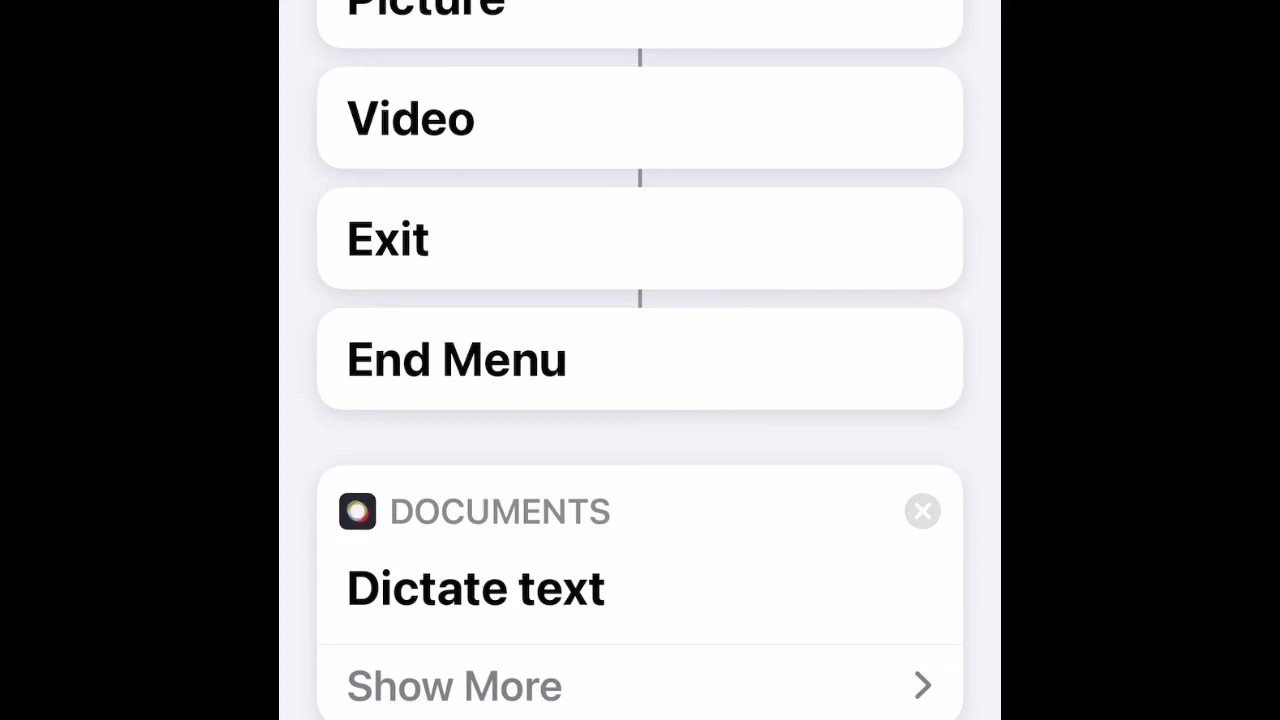 Picture
Video
Exit
End Menu
DOCUMENTS
Dictate text
Show More